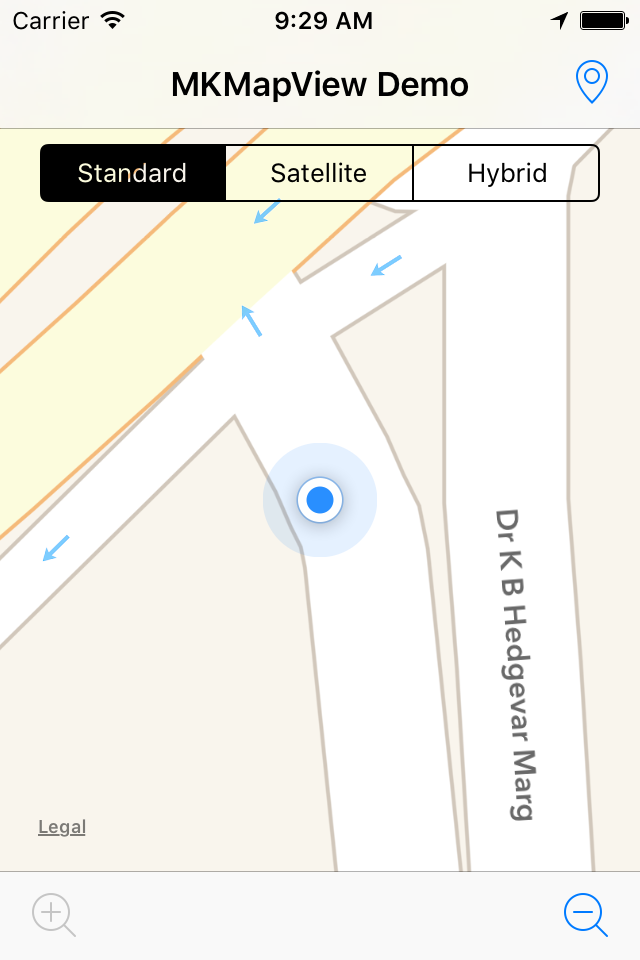 Carrier 9:29 AM
MKMapView Demo
Standard Satellite Hybrid
Dr K B Hedgevar Marg
Legal